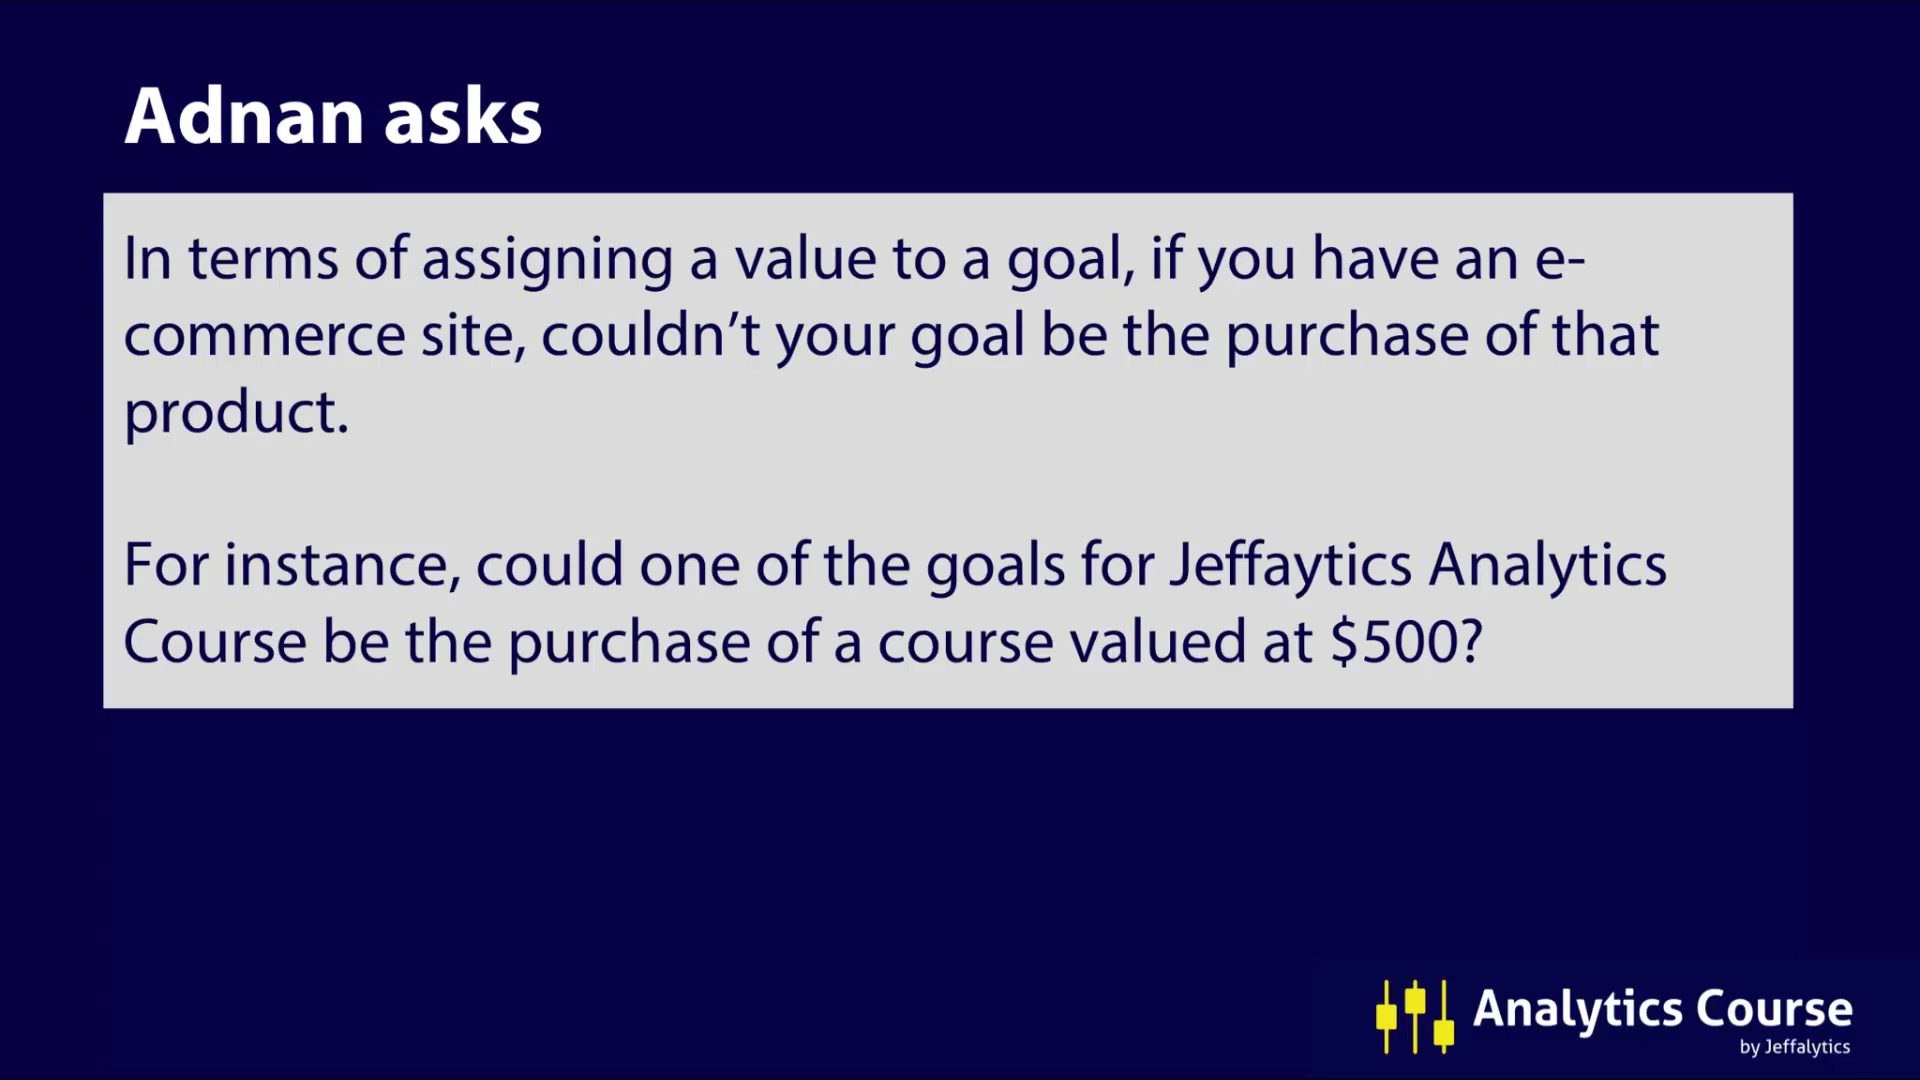 Adnan asks
In terms of assigning a value to a goal, if you have an e-
commerce site, couldn’t your goal be the purchase of that
product.
For instance, could one of the goals for Jeffaytics Analytics
Course be the purchase of a course valued at $500?
Analytics Course
by Jeffalytics